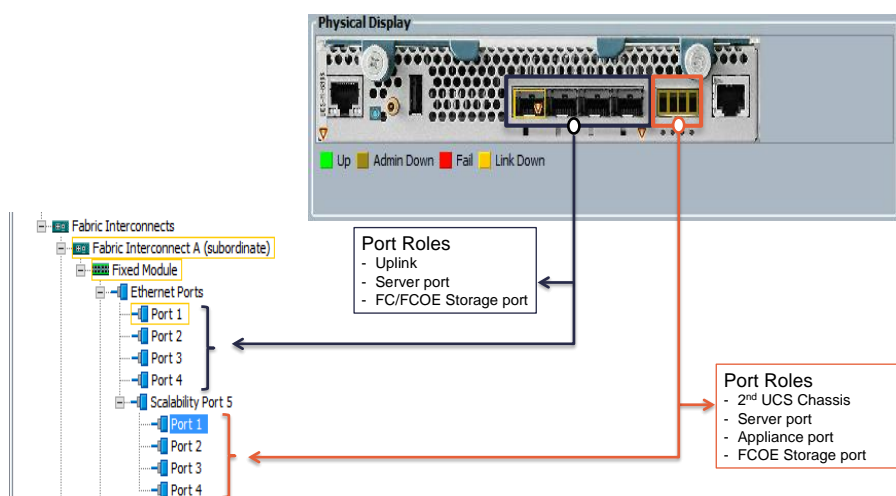 Physical Display
Up Admin Down Fail Link Down
Fabric Interconnects
Fabric Interconnect A (subordinate)
Fixed Module
Ethernet Ports
Port 1
Port 2
Port 3
Port 4
Scalability Port 5
Port 1
Port 2
Port 3
Port 4
Port Roles
- Uplink
- Server port
- FC/FCOE Storage port
Port Roles
- 2nd UCS Chassis
- Server port
- Appliance port
- FCOE Storage port